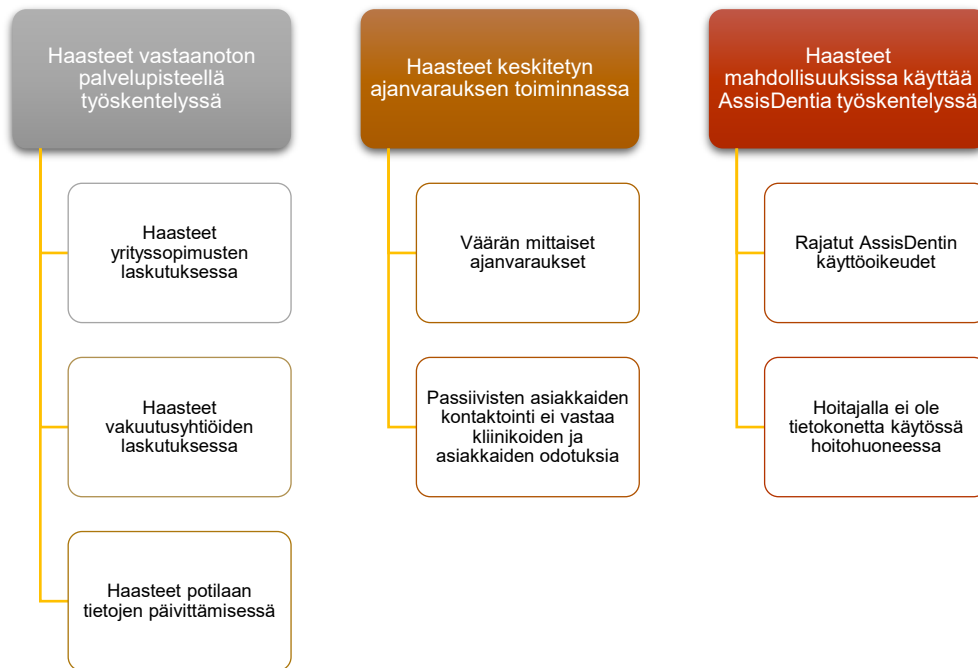 Haasteet vastaanoton
palvelupisteellä
työskentelyssä
Haasteet
yrityssopimusten
laskutuksessa
Haasteet
vakuutusyhtiöiden
laskutuksessa
Haasteet potilaan
tietojen päivittämisessä
Haasteet keskitetyn
ajanvarauksen toiminnassa
Väärän mittaiset
ajanvaraukset
Passiivisten asiakkaiden
kontaktointi ei vastaa
kliinikoiden ja
asiakkaiden odotuksia
Haasteet
mahdollisuuksissa käyttää
AssisDentia työskentelyssä
Rajatut AssisDentin
käyttöoikeudet
Hoitajalla ei ole
tietokonetta käytössä
hoitohuoneessa